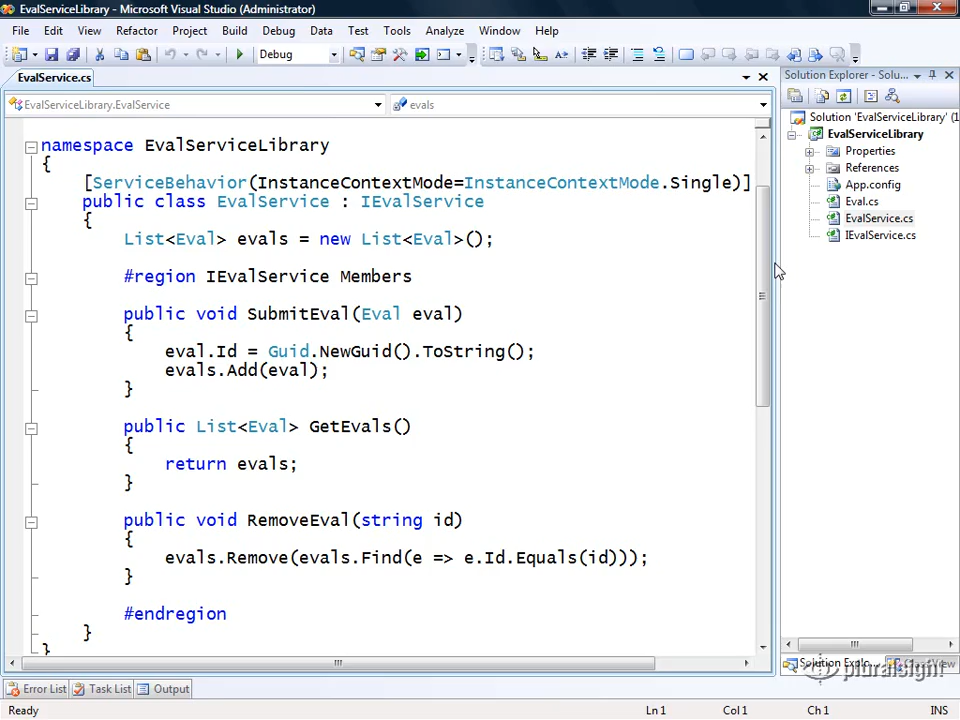 EvalServiceLibrary - Microsoft Visual Studio (Administrator)
File Edit View Refactor Project Build Debug Data Test Tools Analyze Window Help
Debug
EvalService.cs
EvalServiceLibrary.EvalService evals
namespace EvalServiceLibrary
{
[ServiceBehavior(InstanceContextMode=InstanceContextMode.Single)]
public class EvalService : IEvalService
{
List<Eval> evals = new List<Eval>();
#region IEvalService Members
public void SubmitEval(Eval eval)
{
eval.Id = Guid.NewGuid().ToString();
evals.Add(eval);
}
public List<Eval> GetEvals()
{
return evals;
}
public void RemoveEval(string id)
{
evals.Remove(evals.Find(e => e.Id.Equals(id)));
}
#endregion
}
}
Solution Explorer - Solu...
Solution 'EvalServiceLibrary' (1
EvalServiceLibrary
Properties
References
App.config
Eval.cs
EvalService.cs
IEvalService.cs
Solution Explo...
pluralsight
Error List Task List Output
Ready Ln 1 Col 1 Ch 1 INS